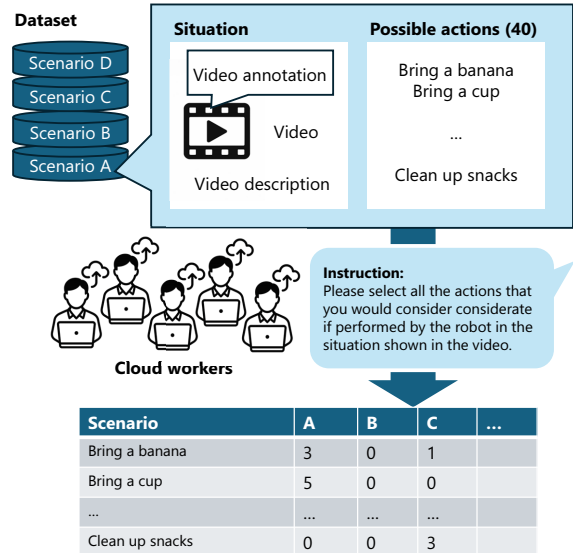 Dataset
Scenario D
Scenario C
Scenario B
Scenario A
Situation
Video annotation
Video
Video description
Possible actions (40)
Bring a banana
Bring a cup
...
Clean up snacks
Cloud workers
Instruction:
Please select all the actions that
you would consider considerate
if performed by the robot in the
situation shown in the video.
Scenario A B C ...
Bring a banana 3 0 1
Bring a cup 5 0 0
... ... ... ...
Clean up snacks 0 0 3